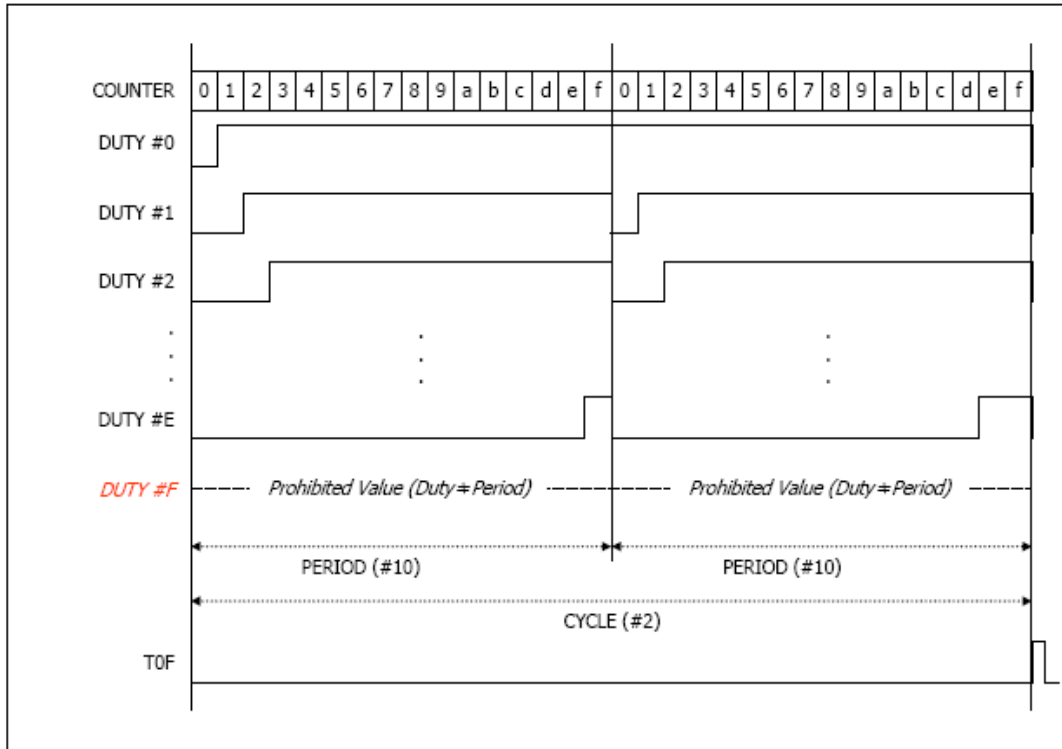 COUNTER 0 1 2 3 4 5 6 7 8 9 a b c d e f 0 1 2 3 4 5 6 7 8 9 a b c d e f
DUTY #0
DUTY #1
DUTY #2
DUTY #E
DUTY #F Prohibited Value (Duty≠Period) Prohibited Value (Duty≠Period)
PERIOD (#10) PERIOD (#10)
CYCLE (#2)
T0F